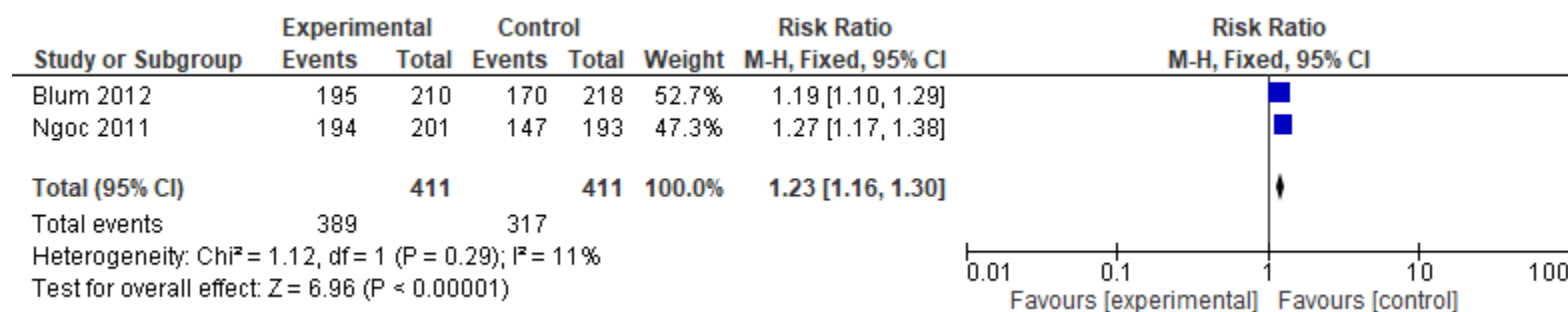 Experimental Control Risk Ratio Risk Ratio
Study or Subgroup Events Total Events Total Weight M-H, Fixed, 95% CI M-H, Fixed, 95% CI
Blum 2012 195 210 170 218 52.7% 1.19 [1.10, 1.29]
Ngoc 2011 194 201 147 193 47.3% 1.27 [1.17, 1.38]
Total (95% CI) 411 411 100.0% 1.23 [1.16, 1.30]
Total events 389 317
Heterogeneity: Chi² = 1.12, df = 1 (P = 0.29); I² = 11%
Test for overall effect: Z = 6.96 (P < 0.00001)
0.01 0.1 1 10 100
Favours [experimental] Favours [control]